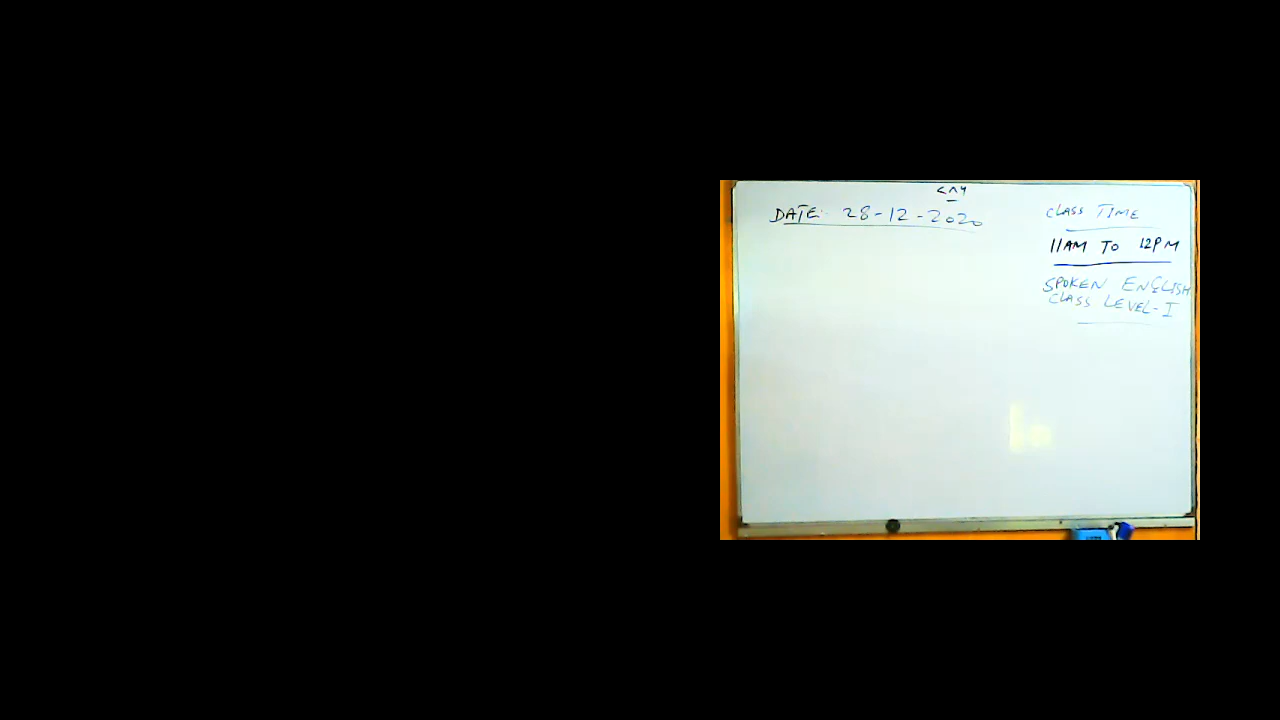 DATE: 28-12-2020
CLASS TIME
11AM TO 12PM
SPOKEN ENGLISH
CLASS LEVEL-I